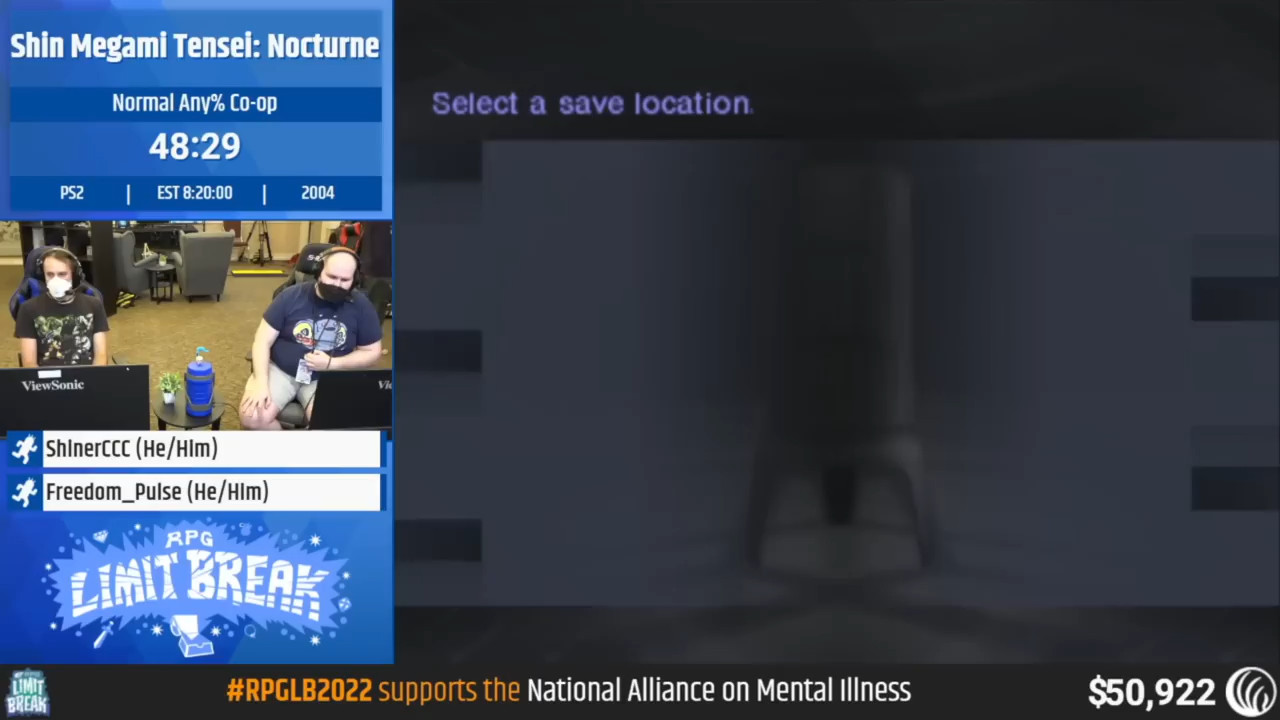 Shin Megami Tensei: Nocturne
Normal Any% Co-op
48:29
PS2 | EST 8:20:00 | 2004
Select a save location.
ViewSonic
ShinerCCC (He/Him)
Freedom_Pulse (He/Him)
RPG
LIMIT BREAK
LIMIT
BREAK
#RPGLB2022 supports the National Alliance on Mental Illness
$50,922